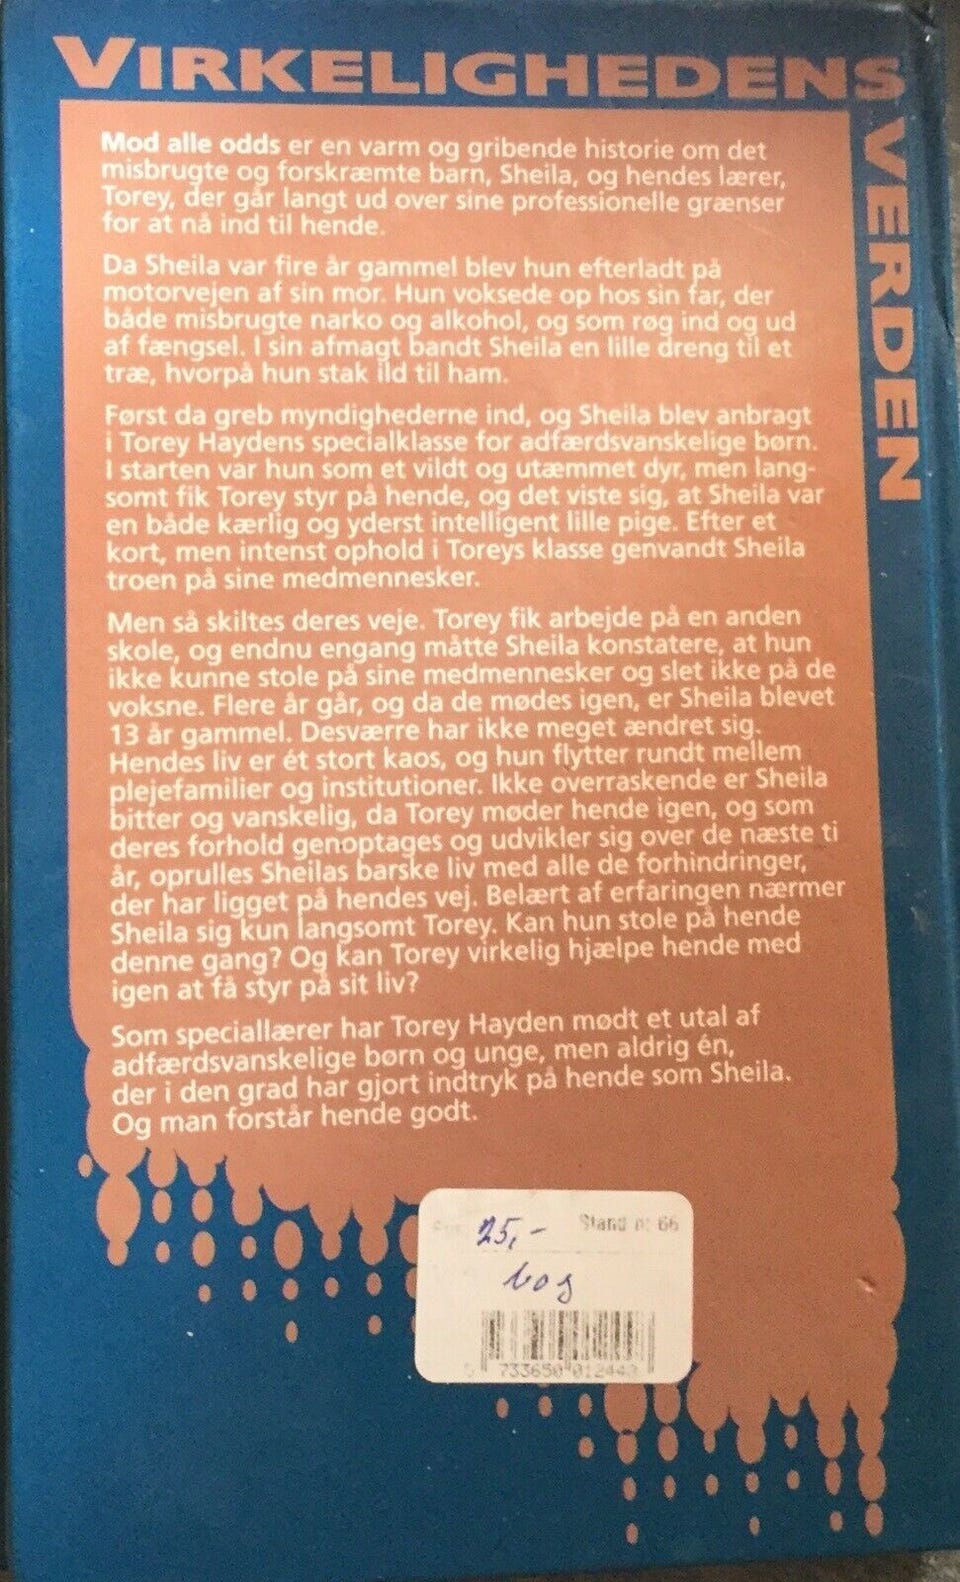 VIRKELIGHEDENS
VERDEN
Mod alle odds er en varm og gribende historie om det
misbrugte og forskræmte barn, Sheila, og hendes lærer,
Torey, der går langt ud over sine professionelle grænser
for at nå ind til hende.
Da Sheila var fire år gammel blev hun efterladt på
motorvejen af sin mor. Hun voksede op hos sin far, der
både misbrugte narko og alkohol, og som røg ind og ud
af fængsel. I sin afmagt bandt Sheila en lille dreng til et
træ, hvorpå hun stak ild til ham.
Først da greb myndighederne ind, og Sheila blev anbragt
i Torey Haydens specialklasse for adfærdsvanskelige børn.
I starten var hun som et vildt og utæmmet dyr, men lang-
somt fik Torey styr på hende, og det viste sig, at Sheila var
en både kærlig og yderst intelligent lille pige. Efter et
kort, men intenst ophold i Toreys klasse genvandt Sheila
troen på sine medmennesker.
Men så skiltes deres veje. Torey fik arbejde på en anden
skole, og endnu engang måtte Sheila konstatere, at hun
ikke kunne stole på sine medmennesker og slet ikke på de
voksne. Flere år går, og da de mødes igen, er Sheila blevet
13 år gammel. Desværre har ikke meget ændret sig.
Hendes liv er ét stort kaos, og hun flytter rundt mellem
plejefamilier og institutioner. Ikke overraskende er Sheila
bitter og vanskelig, da Torey møder hende igen, og som
deres forhold genoptages og udvikler sig over de næste ti
år, oprulles Sheilas barske liv med alle de forhindringer,
der har ligget på hendes vej. Belært af erfaringen nærmer
Sheila sig kun langsomt Torey. Kan hun stole på hende
denne gang? Og kan Torey virkelig hjælpe hende med
igen at få styr på sit liv?
Som speciallærer har Torey Hayden mødt et utal af
adfærdsvanskelige børn og unge, men aldrig én,
der i den grad har gjort indtryk på hende som Sheila.
Og man forstår hende godt.
25,- Stand nr 66
bog
733650 012443